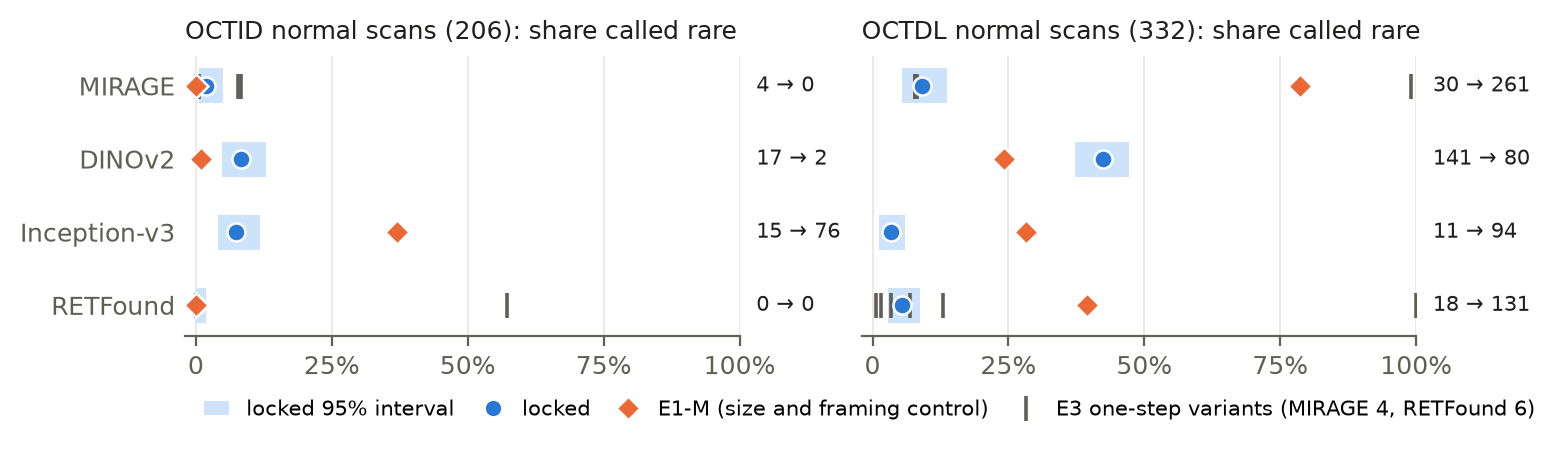 OCTID normal scans (206): share called rare
OCTDL normal scans (332): share called rare
MIRAGE
4 → 0
30 → 261
DINOv2
17 → 2
141 → 80
Inception-v3
15 → 76
11 → 94
RETFound
0 → 0
18 → 131
0 25% 50% 75% 100%
0 25% 50% 75% 100%
locked 95% interval locked E1-M (size and framing control) E3 one-step variants (MIRAGE 4, RETFound 6)